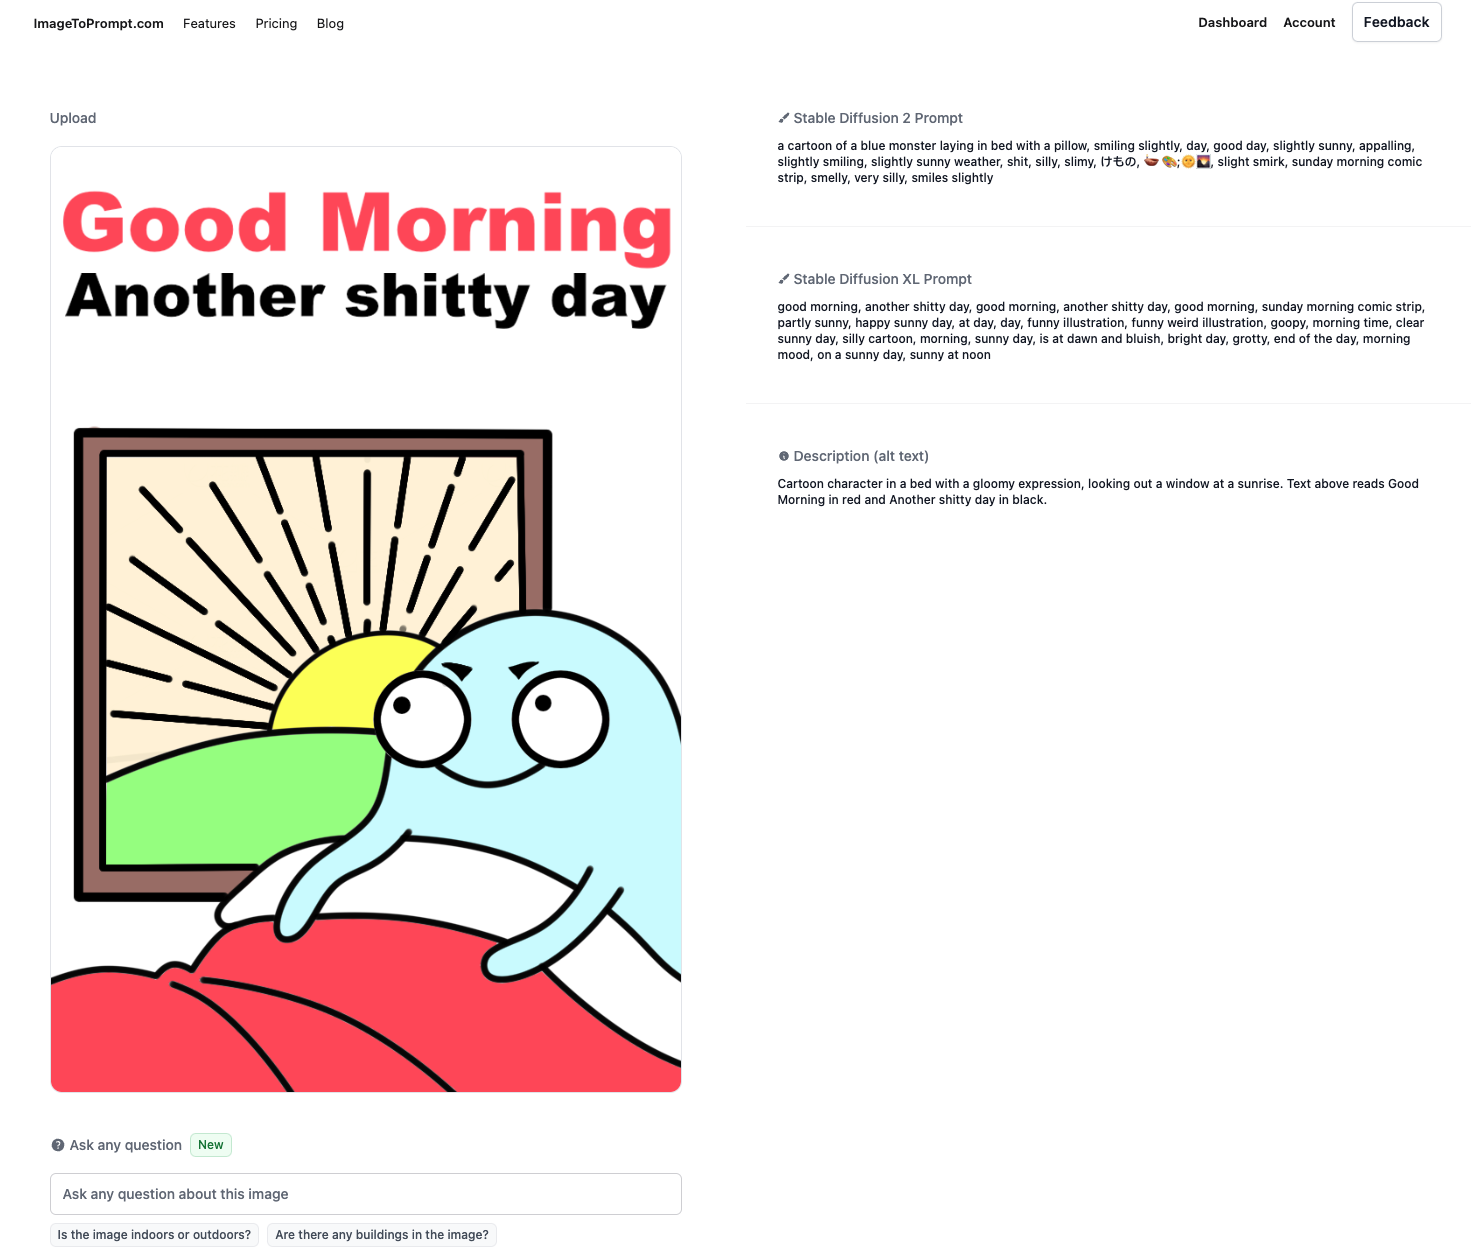 ImageToPrompt.com Features Pricing Blog Dashboard Account Feedback
Upload
Good Morning
Another shitty day
Ask any question New
Ask any question about this image
Is the image indoors or outdoors? Are there any buildings in the image?
Stable Diffusion 2 Prompt
a cartoon of a blue monster laying in bed with a pillow, smiling slightly, day, good day, slightly sunny, appalling,
slightly smiling, slightly sunny weather, shit, silly, slimy, けもの, 🍲 🎨;🌝🌄, slight smirk, sunday morning comic
strip, smelly, very silly, smiles slightly
Stable Diffusion XL Prompt
good morning, another shitty day, good morning, another shitty day, good morning, sunday morning comic strip,
partly sunny, happy sunny day, at day, day, funny illustration, funny weird illustration, goopy, morning time, clear
sunny day, silly cartoon, morning, sunny day, is at dawn and bluish, bright day, grotty, end of the day, morning
mood, on a sunny day, sunny at noon
Description (alt text)
Cartoon character in a bed with a gloomy expression, looking out a window at a sunrise. Text above reads Good
Morning in red and Another shitty day in black.